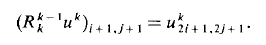 $(R_k^{k-1} u^k)_{i+1,j+1} = u^k_{2i+1,2j+1}.$